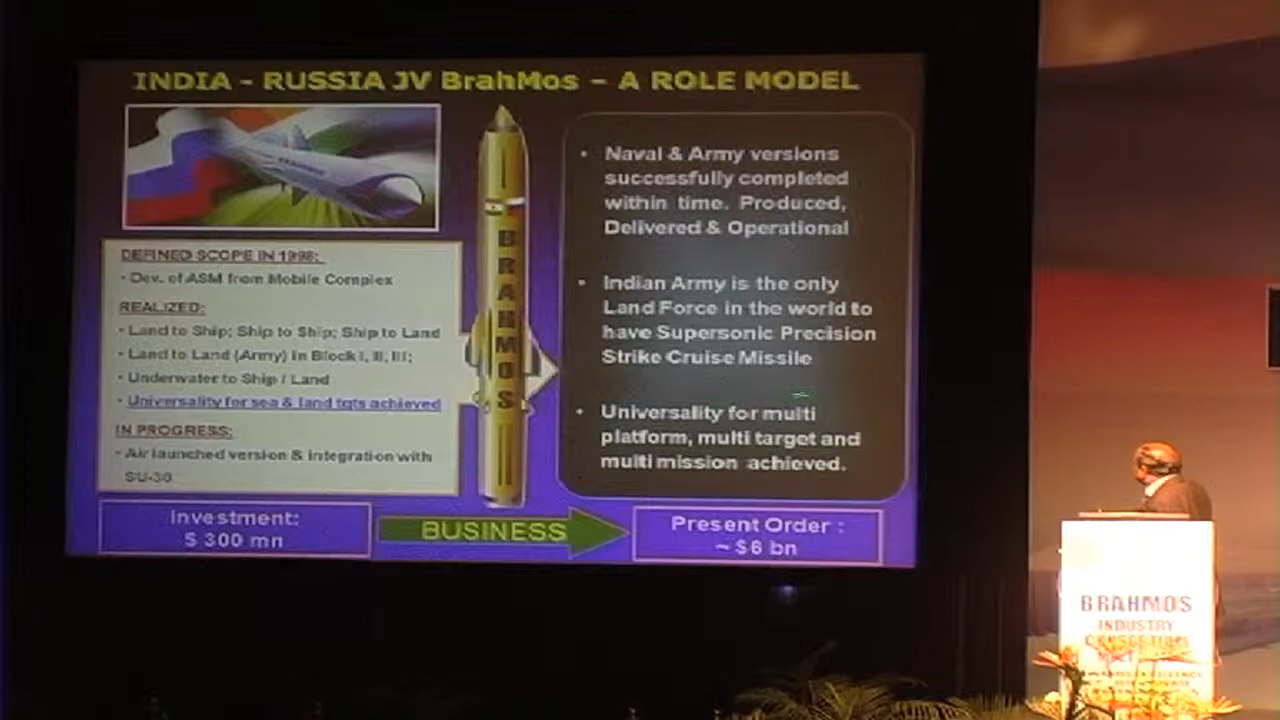 INDIA - RUSSIA JV BrahMos – A ROLE MODEL
DEFINED SCOPE IN 1998:
• Dev. of ASM from Mobile Complex
REALIZED:
• Land to Ship; Ship to Ship; Ship to Land
• Land to Land (Army) in Block I, II, III;
• Underwater to Ship / Land
• Universality for sea & land tgts achieved
IN PROGRESS:
• Air launched version & integration with
SU-30
BRAHMOS
• Naval & Army versions
successfully completed
within time. Produced,
Delivered & Operational
• Indian Army is the only
Land Force in the world to
have Supersonic Precision
Strike Cruise Missile
• Universality for multi
platform, multi target and
multi mission achieved.
Investment:
$ 300 mn
BUSINESS
Present Order :
~ $6 bn
BRAHMOS
INDUSTRY
CONSORTIUM